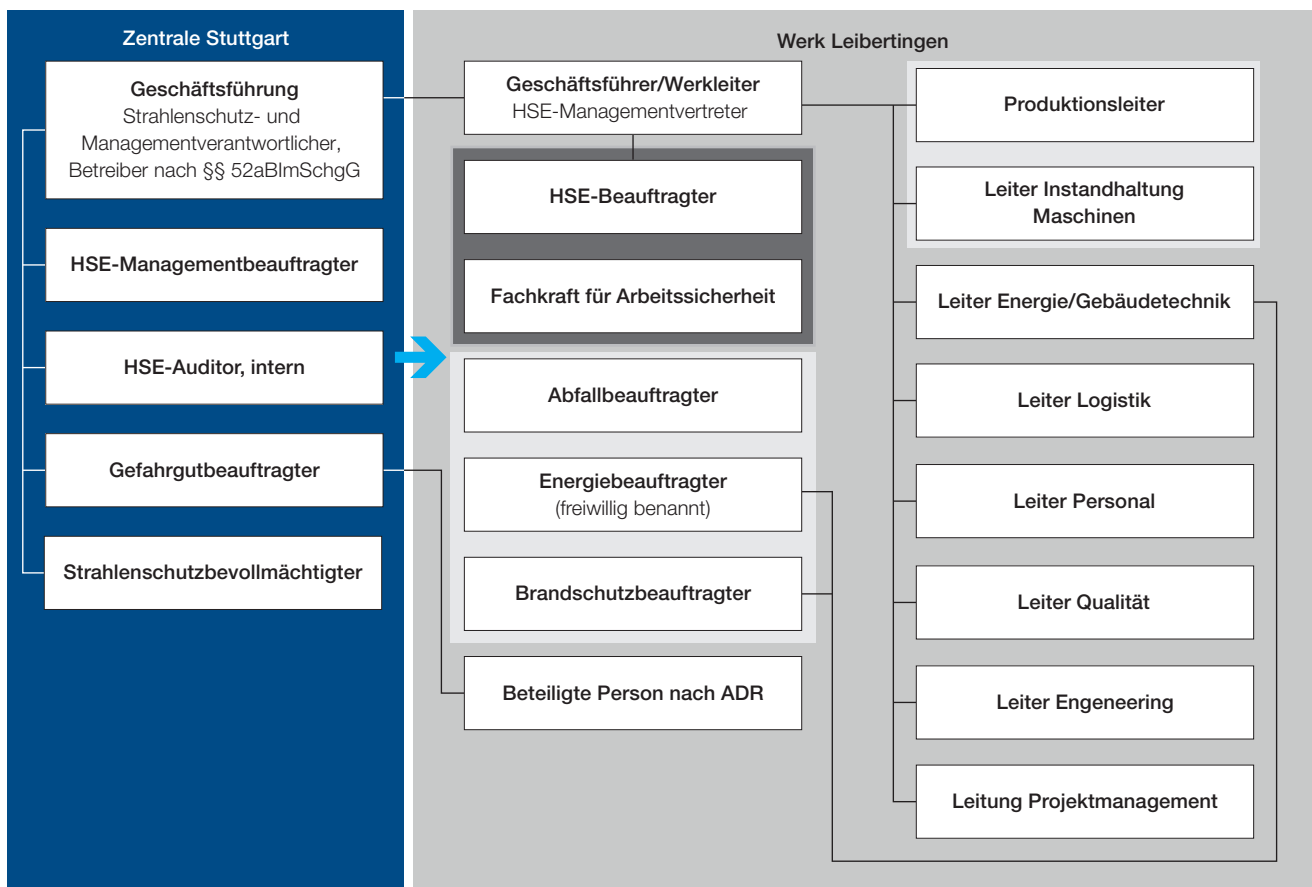 Zentrale Stuttgart
Geschäftsführung
Strahlenschutz- und
Managementverantwortlicher,
Betreiber nach §§ 52aBlmSchgG
HSE-Managementbeauftragter
HSE-Auditor, intern
Gefahrgutbeauftragter
Strahlenschutzbevollmächtigter
Werk Leibertingen
Geschäftsführer/Werkleiter
HSE-Managementvertreter
HSE-Beauftragter
Fachkraft für Arbeitssicherheit
Abfallbeauftragter
Energiebeauftragter
(freiwillig benannt)
Brandschutzbeauftragter
Beteiligte Person nach ADR
Produktionsleiter
Leiter Instandhaltung
Maschinen
Leiter Energie/Gebäudetechnik
Leiter Logistik
Leiter Personal
Leiter Qualität
Leiter Engeneering
Leitung Projektmanagement